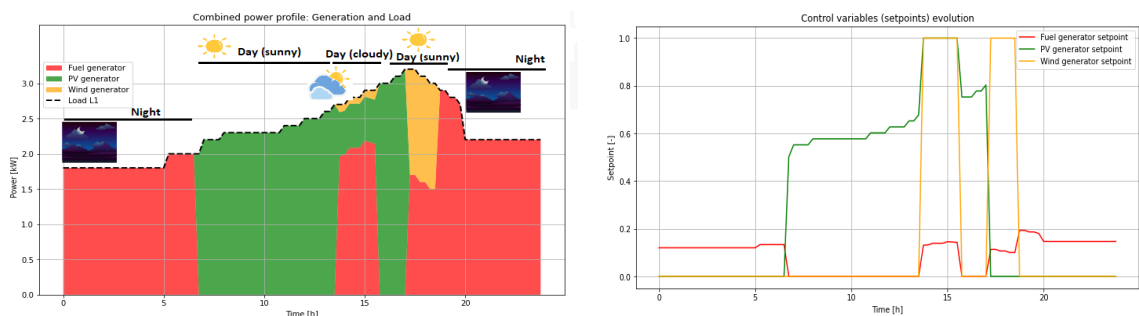 Combined power profile: Generation and Load
Day (sunny)
Day (cloudy)
Day (sunny)
Night
Night
Fuel generator
PV generator
Wind generator
Load L1
Power [kW]
3.0
2.5
2.0
1.5
1.0
0.5
0.0
0
5
10
15
20
Time [h]
Control variables (setpoints) evolution
Fuel generator setpoint
PV generator setpoint
Wind generator setpoint
Setpoint [-]
1.0
0.8
0.6
0.4
0.2
0.0
0
5
10
15
20
Time [h]